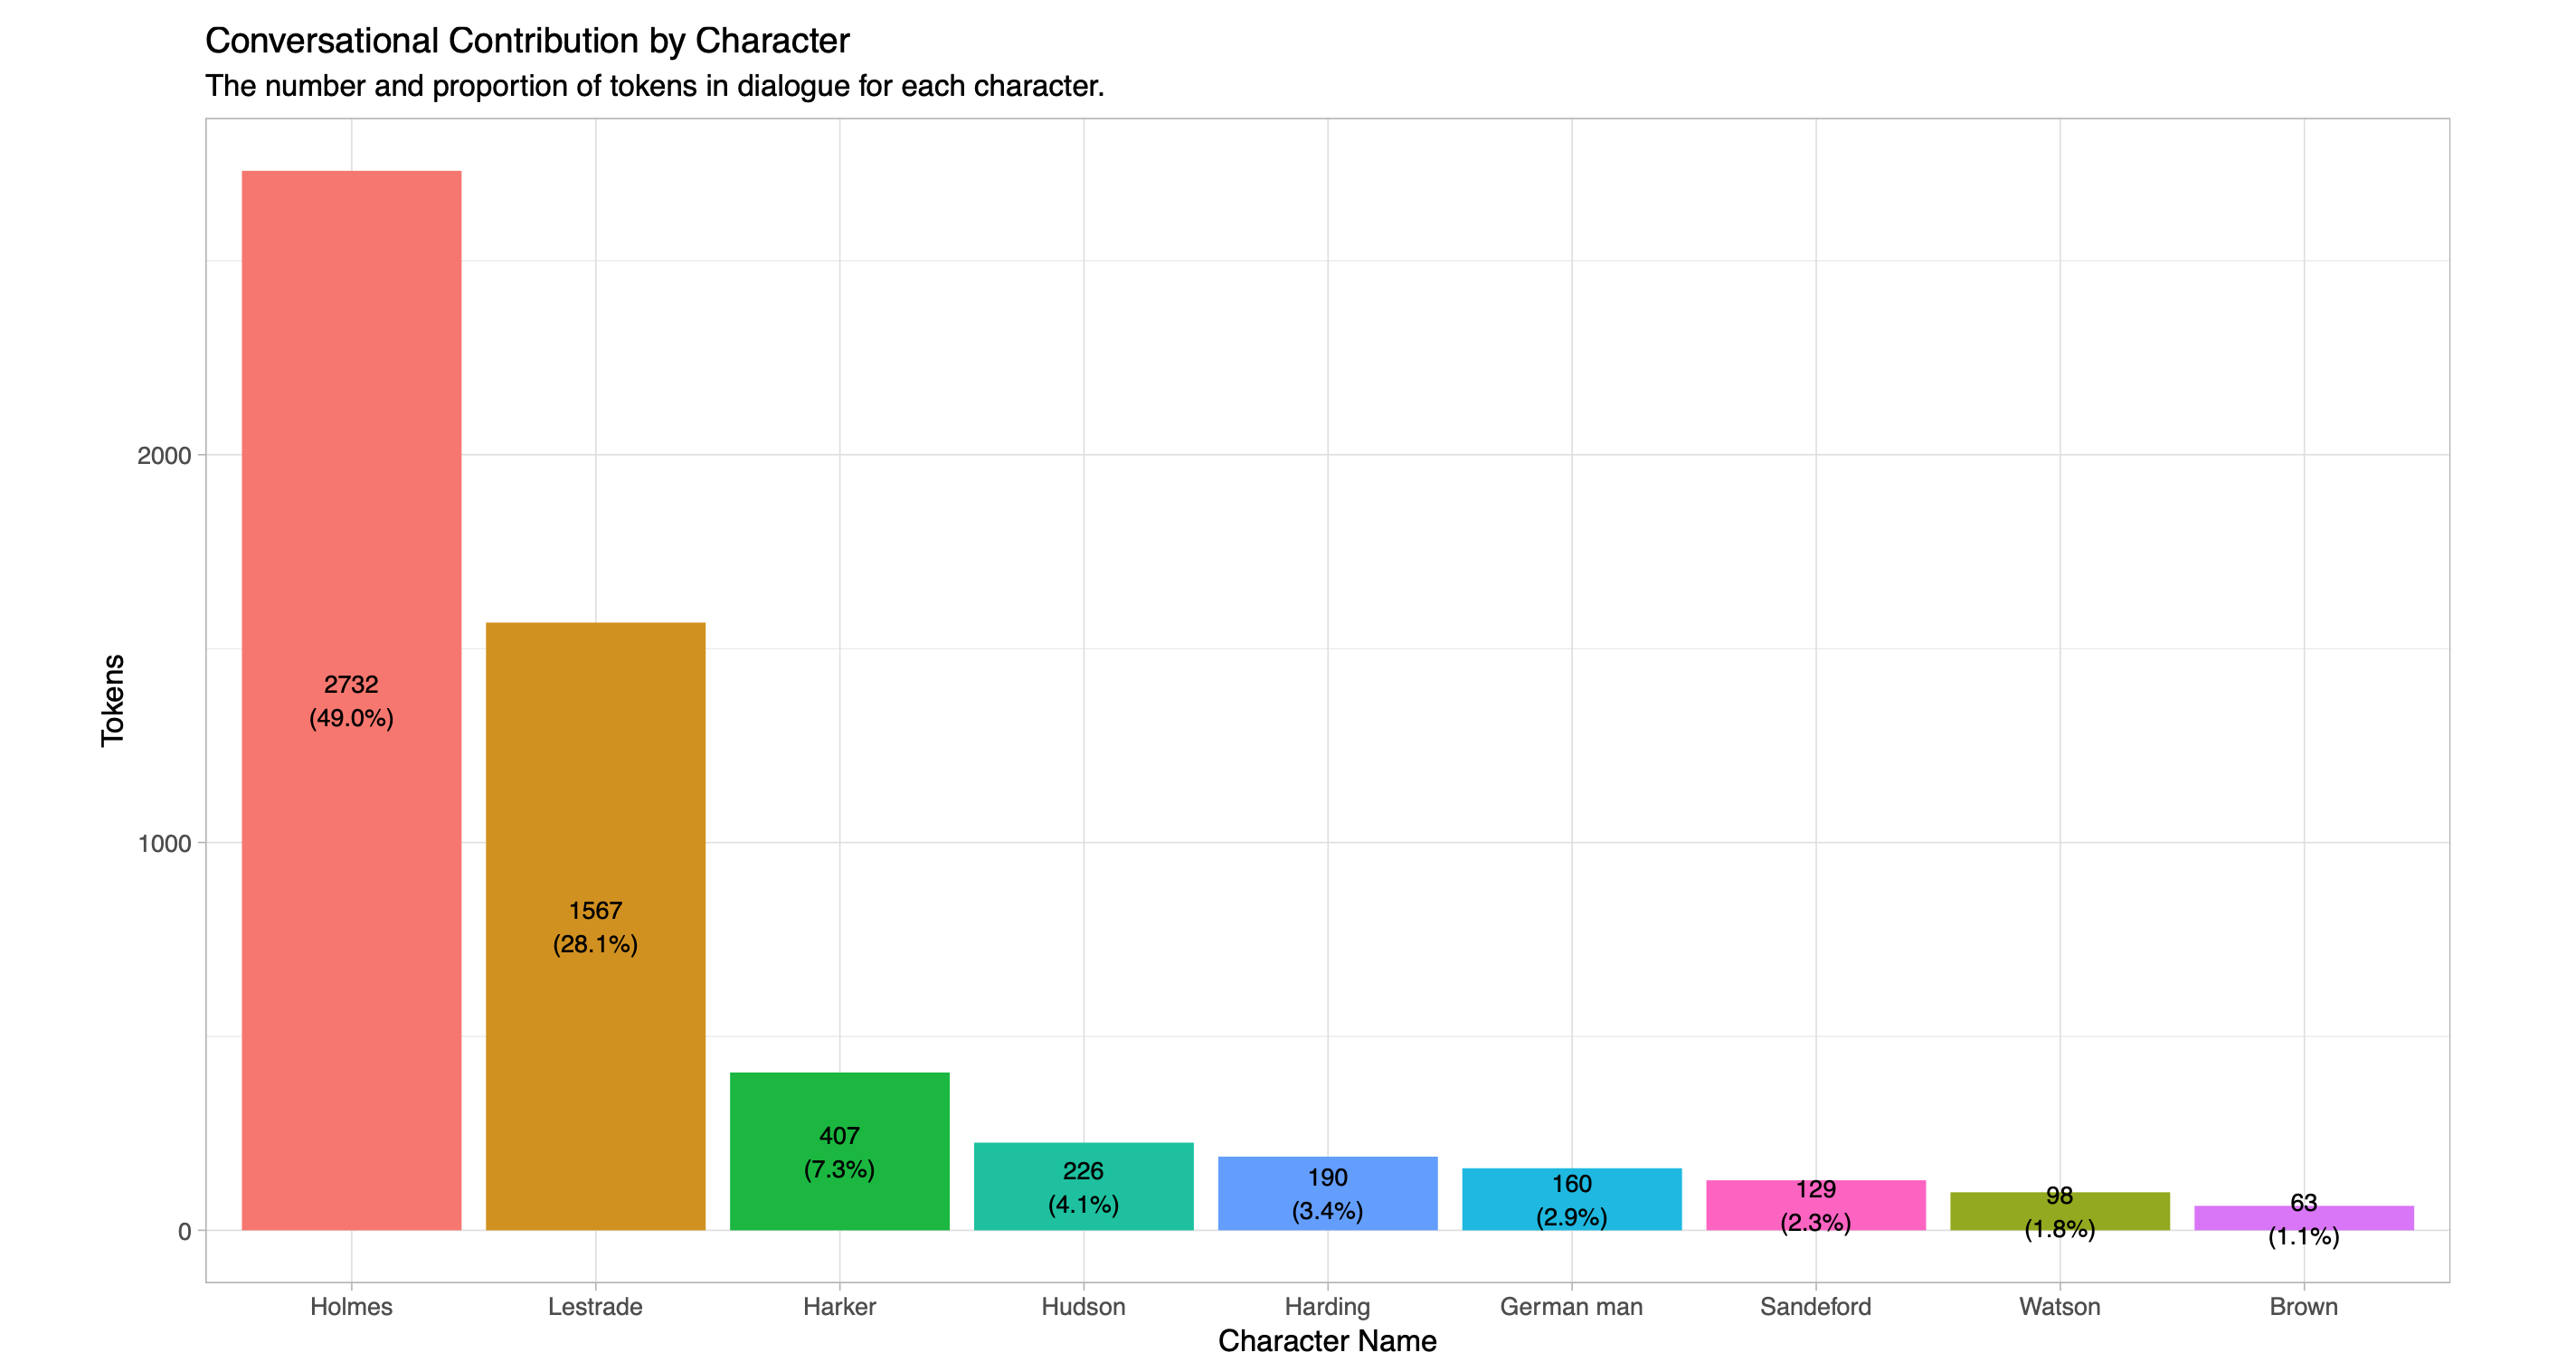 Conversational Contribution by Character
The number and proportion of tokens in dialogue for each character.
Tokens
2000
1000
0
2732
(49.0%)
1567
(28.1%)
407
(7.3%)
226
(4.1%)
190
(3.4%)
160
(2.9%)
129
(2.3%)
98
(1.8%)
63
(1.1%)
Holmes
Lestrade
Harker
Hudson
Harding
German man
Sandeford
Watson
Brown
Character Name